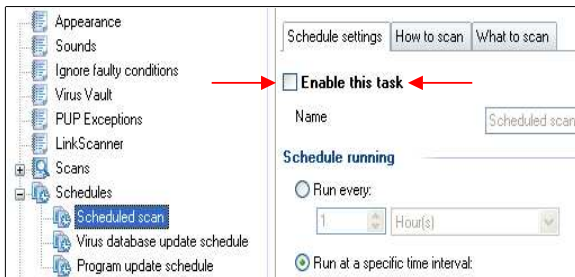 Appearance
Sounds
Ignore faulty conditions
Virus Vault
PUP Exceptions
LinkScanner
Scans
Schedules
Scheduled scan
Virus database update schedule
Program update schedule
Schedule settings How to scan What to scan
Enable this task
Name Scheduled scan
Schedule running
Run every:
1 Hour(s)
Run at a specific time interval: